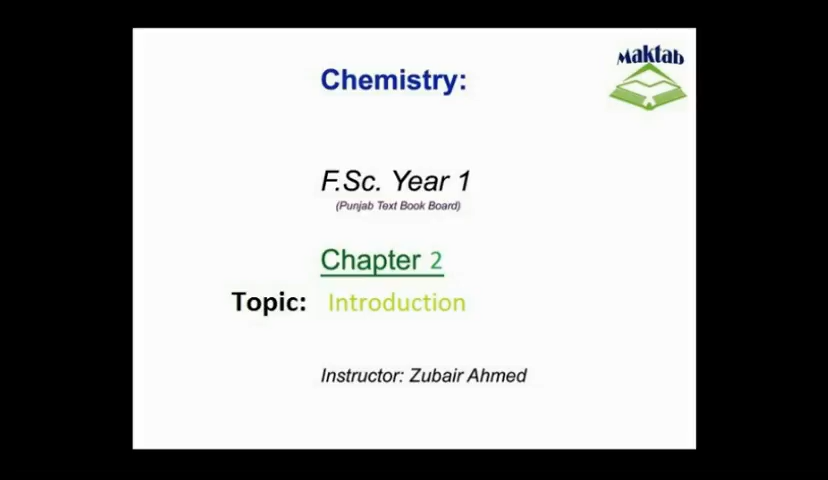 Maktab
Chemistry:
F.Sc. Year 1
(Punjab Text Book Board)
Chapter 2
Topic: Introduction
Instructor: Zubair Ahmed